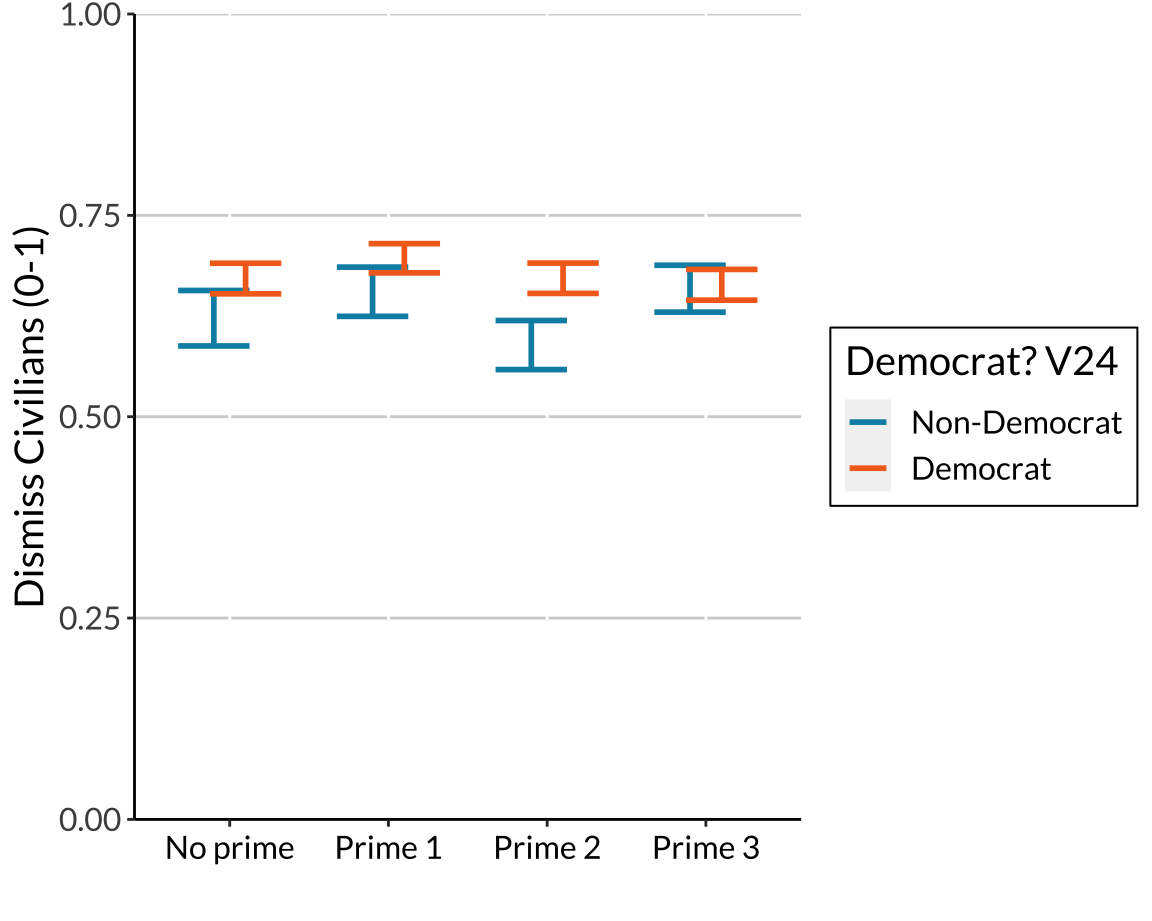 1.00
0.75
0.50
0.25
0.00
Dismiss Civilians (0-1)
No prime
Prime 1
Prime 2
Prime 3
Democrat? V24
Non-Democrat
Democrat